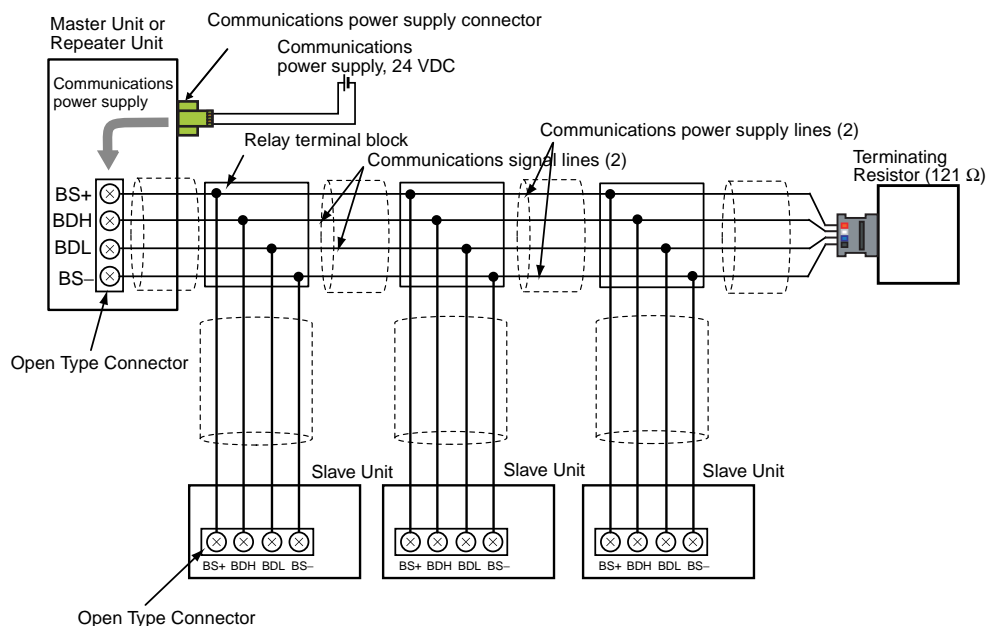 Master Unit or
Repeater Unit
Communications power supply connector
Communications
power supply, 24 VDC
Communications
power supply
Relay terminal block
Communications signal lines (2)
Communications power supply lines (2)
Terminating
Resistor (121 Ω)
BS+
BDH
BDL
BS–
Open Type Connector
Slave Unit
Slave Unit
Slave Unit
BS+ BDH BDL BS–
BS+ BDH BDL BS–
BS+ BDH BDL BS–
Open Type Connector